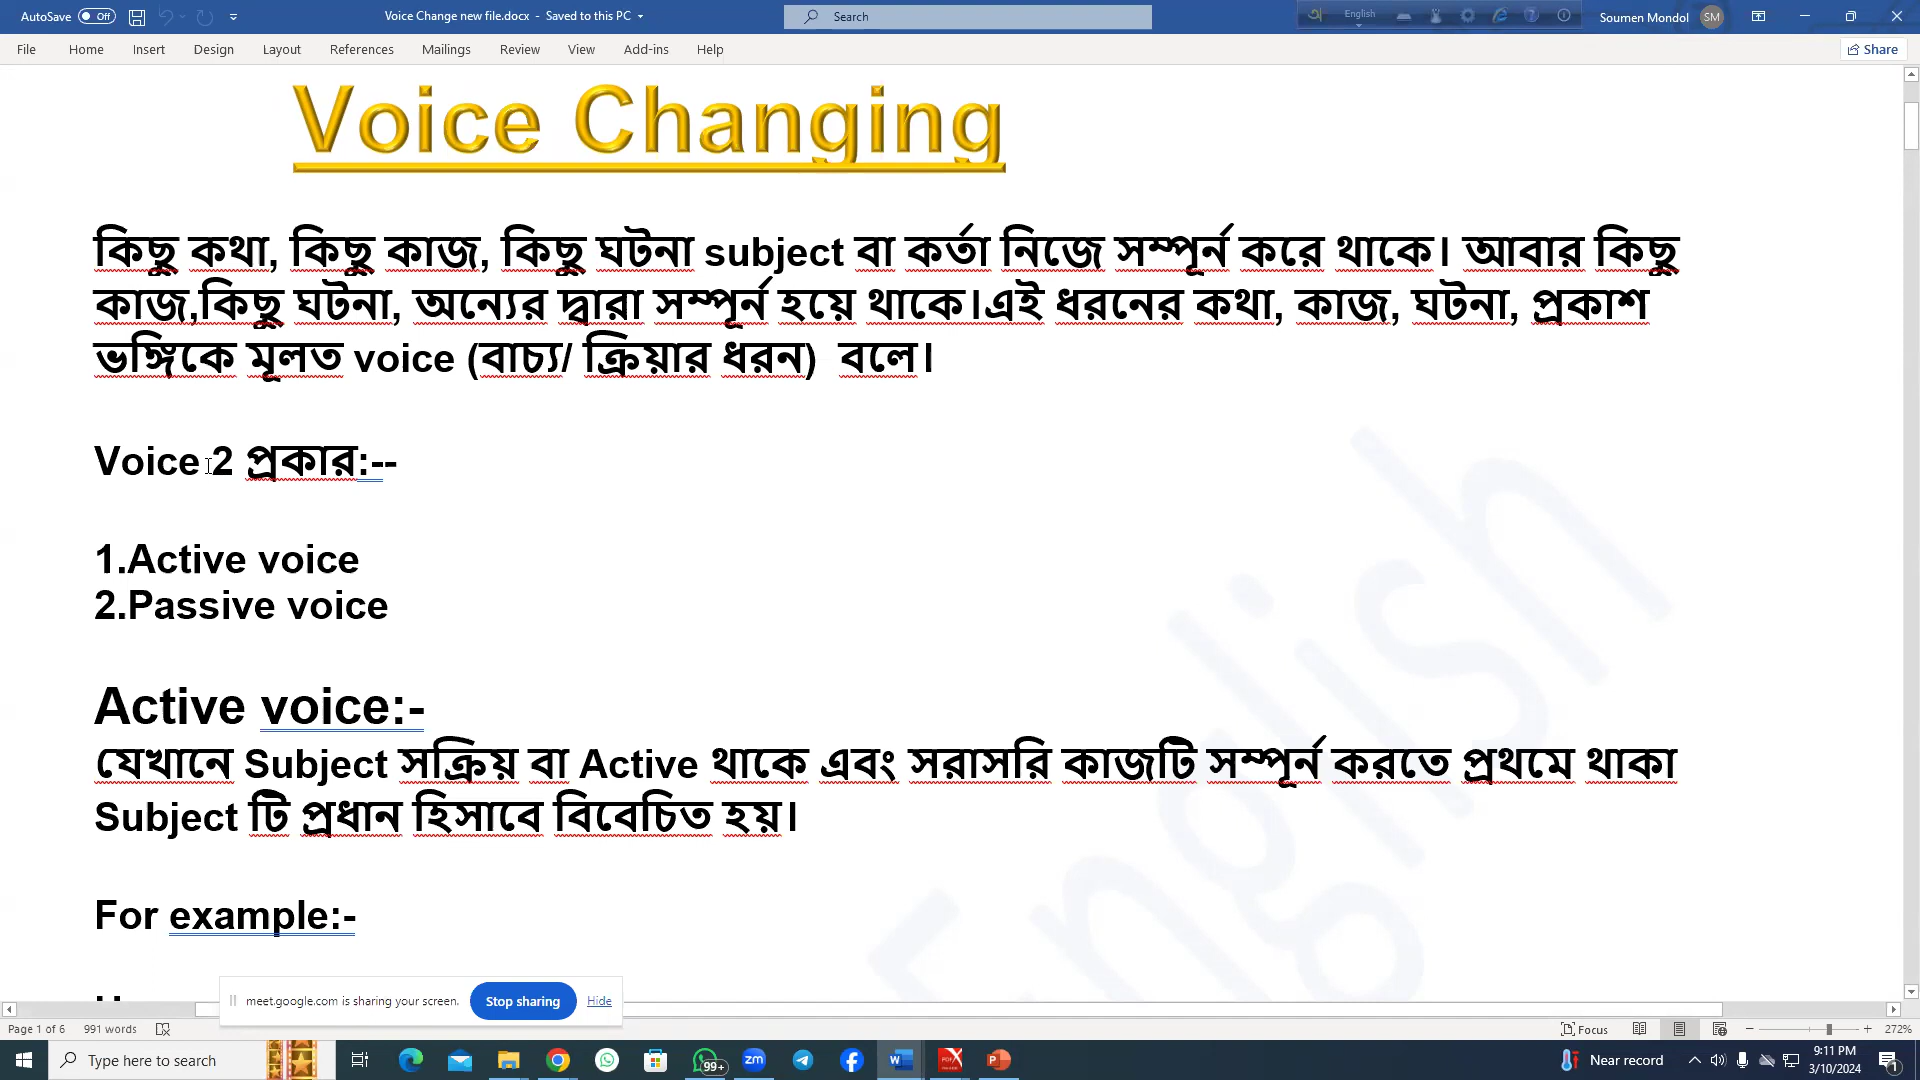 AutoSave Off Voice Change new file.docx - Saved to this PC Search English Soumen Mondol SM
File Home Insert Design Layout References Mailings Review View Add-ins Help Share
Voice Changing
কিছু কথা, কিছু কাজ, কিছু ঘটনা subject বা কর্তা নিজে সম্পূর্ন করে থাকে। আবার কিছু
কাজ,কিছু ঘটনা, অন্যের দ্বারা সম্পূর্ন হয়ে থাকে।এই ধরনের কথা, কাজ, ঘটনা, প্রকাশ
ভঙ্গিকে মূলত voice (বাচ্য/ ক্রিয়ার ধরন) বলে।
Voice 2 প্রকার:--
1.Active voice
2.Passive voice
Active voice:-
যেখানে Subject সক্রিয় বা Active থাকে এবং সরাসরি কাজটি সম্পূর্ন করতে প্রথমে থাকা
Subject টি প্রধান হিসাবে বিবেচিত হয়।
For example:-
English
meet.google.com is sharing your screen. Stop sharing Hide
Page 1 of 6 991 words Focus 272%
Type here to search 99+ zm Near record 9:11 PM
3/10/2024 1